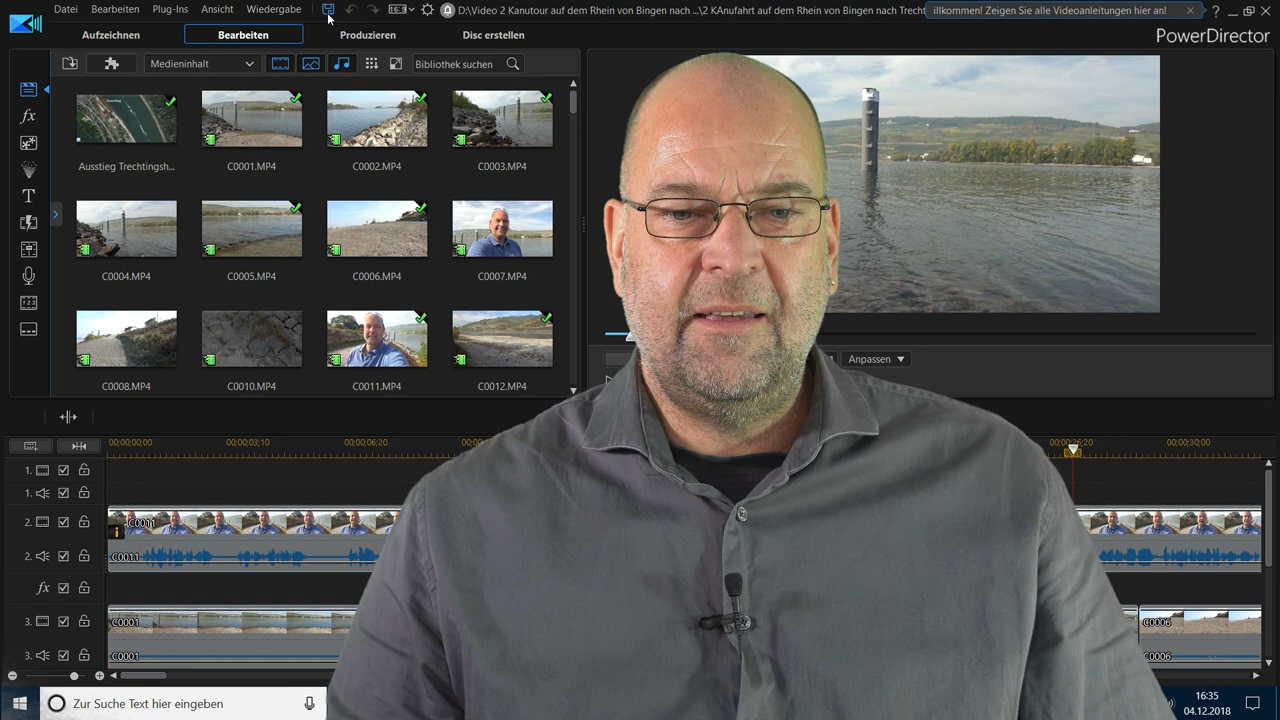 Datei Bearbeiten Plug-Ins Ansicht Wiedergabe 16:9 D:\Video 2 Kanutour auf dem Rhein von Bingen nach ...\2 KAnufahrt auf dem Rhein von Bingen nach Trecht illkommen! Zeigen Sie alle Videoanleitungen hier an! ?
Aufzeichnen Bearbeiten Produzieren Disc erstellen PowerDirector
Medieninhalt Bibliothek suchen
Ausstieg Trechtingsh... C0001.MP4 C0002.MP4 C0003.MP4
C0004.MP4 C0005.MP4 C0006.MP4 C0007.MP4
C0008.MP4 C0010.MP4 C0011.MP4 C0012.MP4
fx
T
Anpassen
00;00;00;00 00;00;03;10 00;00;06;20 00;00;30;00
1.
1.
2. C0011
2. C0011
fx
3. C0001 C0006
3. C0001 C0006
Zur Suche Text hier eingeben
16:35
04.12.2018